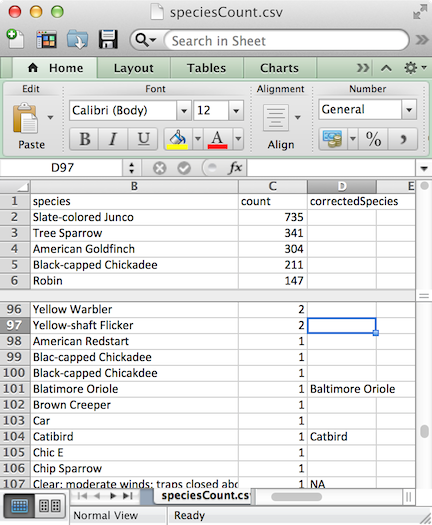 speciesCount.csv
Search in Sheet
Home Layout Tables Charts
Edit Font Alignment Number
Calibri (Body) 12 General
B I U A %
Paste Align
D97 fx
B C D E
1 species count correctedSpecies
2 Slate-colored Junco 735
3 Tree Sparrow 341
4 American Goldfinch 304
5 Black-capped Chickadee 211
6 Robin 147
96 Yellow Warbler 2
97 Yellow-shaft Flicker 2
98 American Redstart 1
99 Blac-capped Chickadee 1
100 Black-capped Chicakdee 1
101 Blatimore Oriole 1 Baltimore Oriole
102 Brown Creeper 1
103 Car 1
104 Catibird 1 Catbird
105 Chic E 1
106 Chip Sparrow 1
107 Clear; moderate winds; traps closed abo 1 NA
speciesCount.cs
Normal View Ready